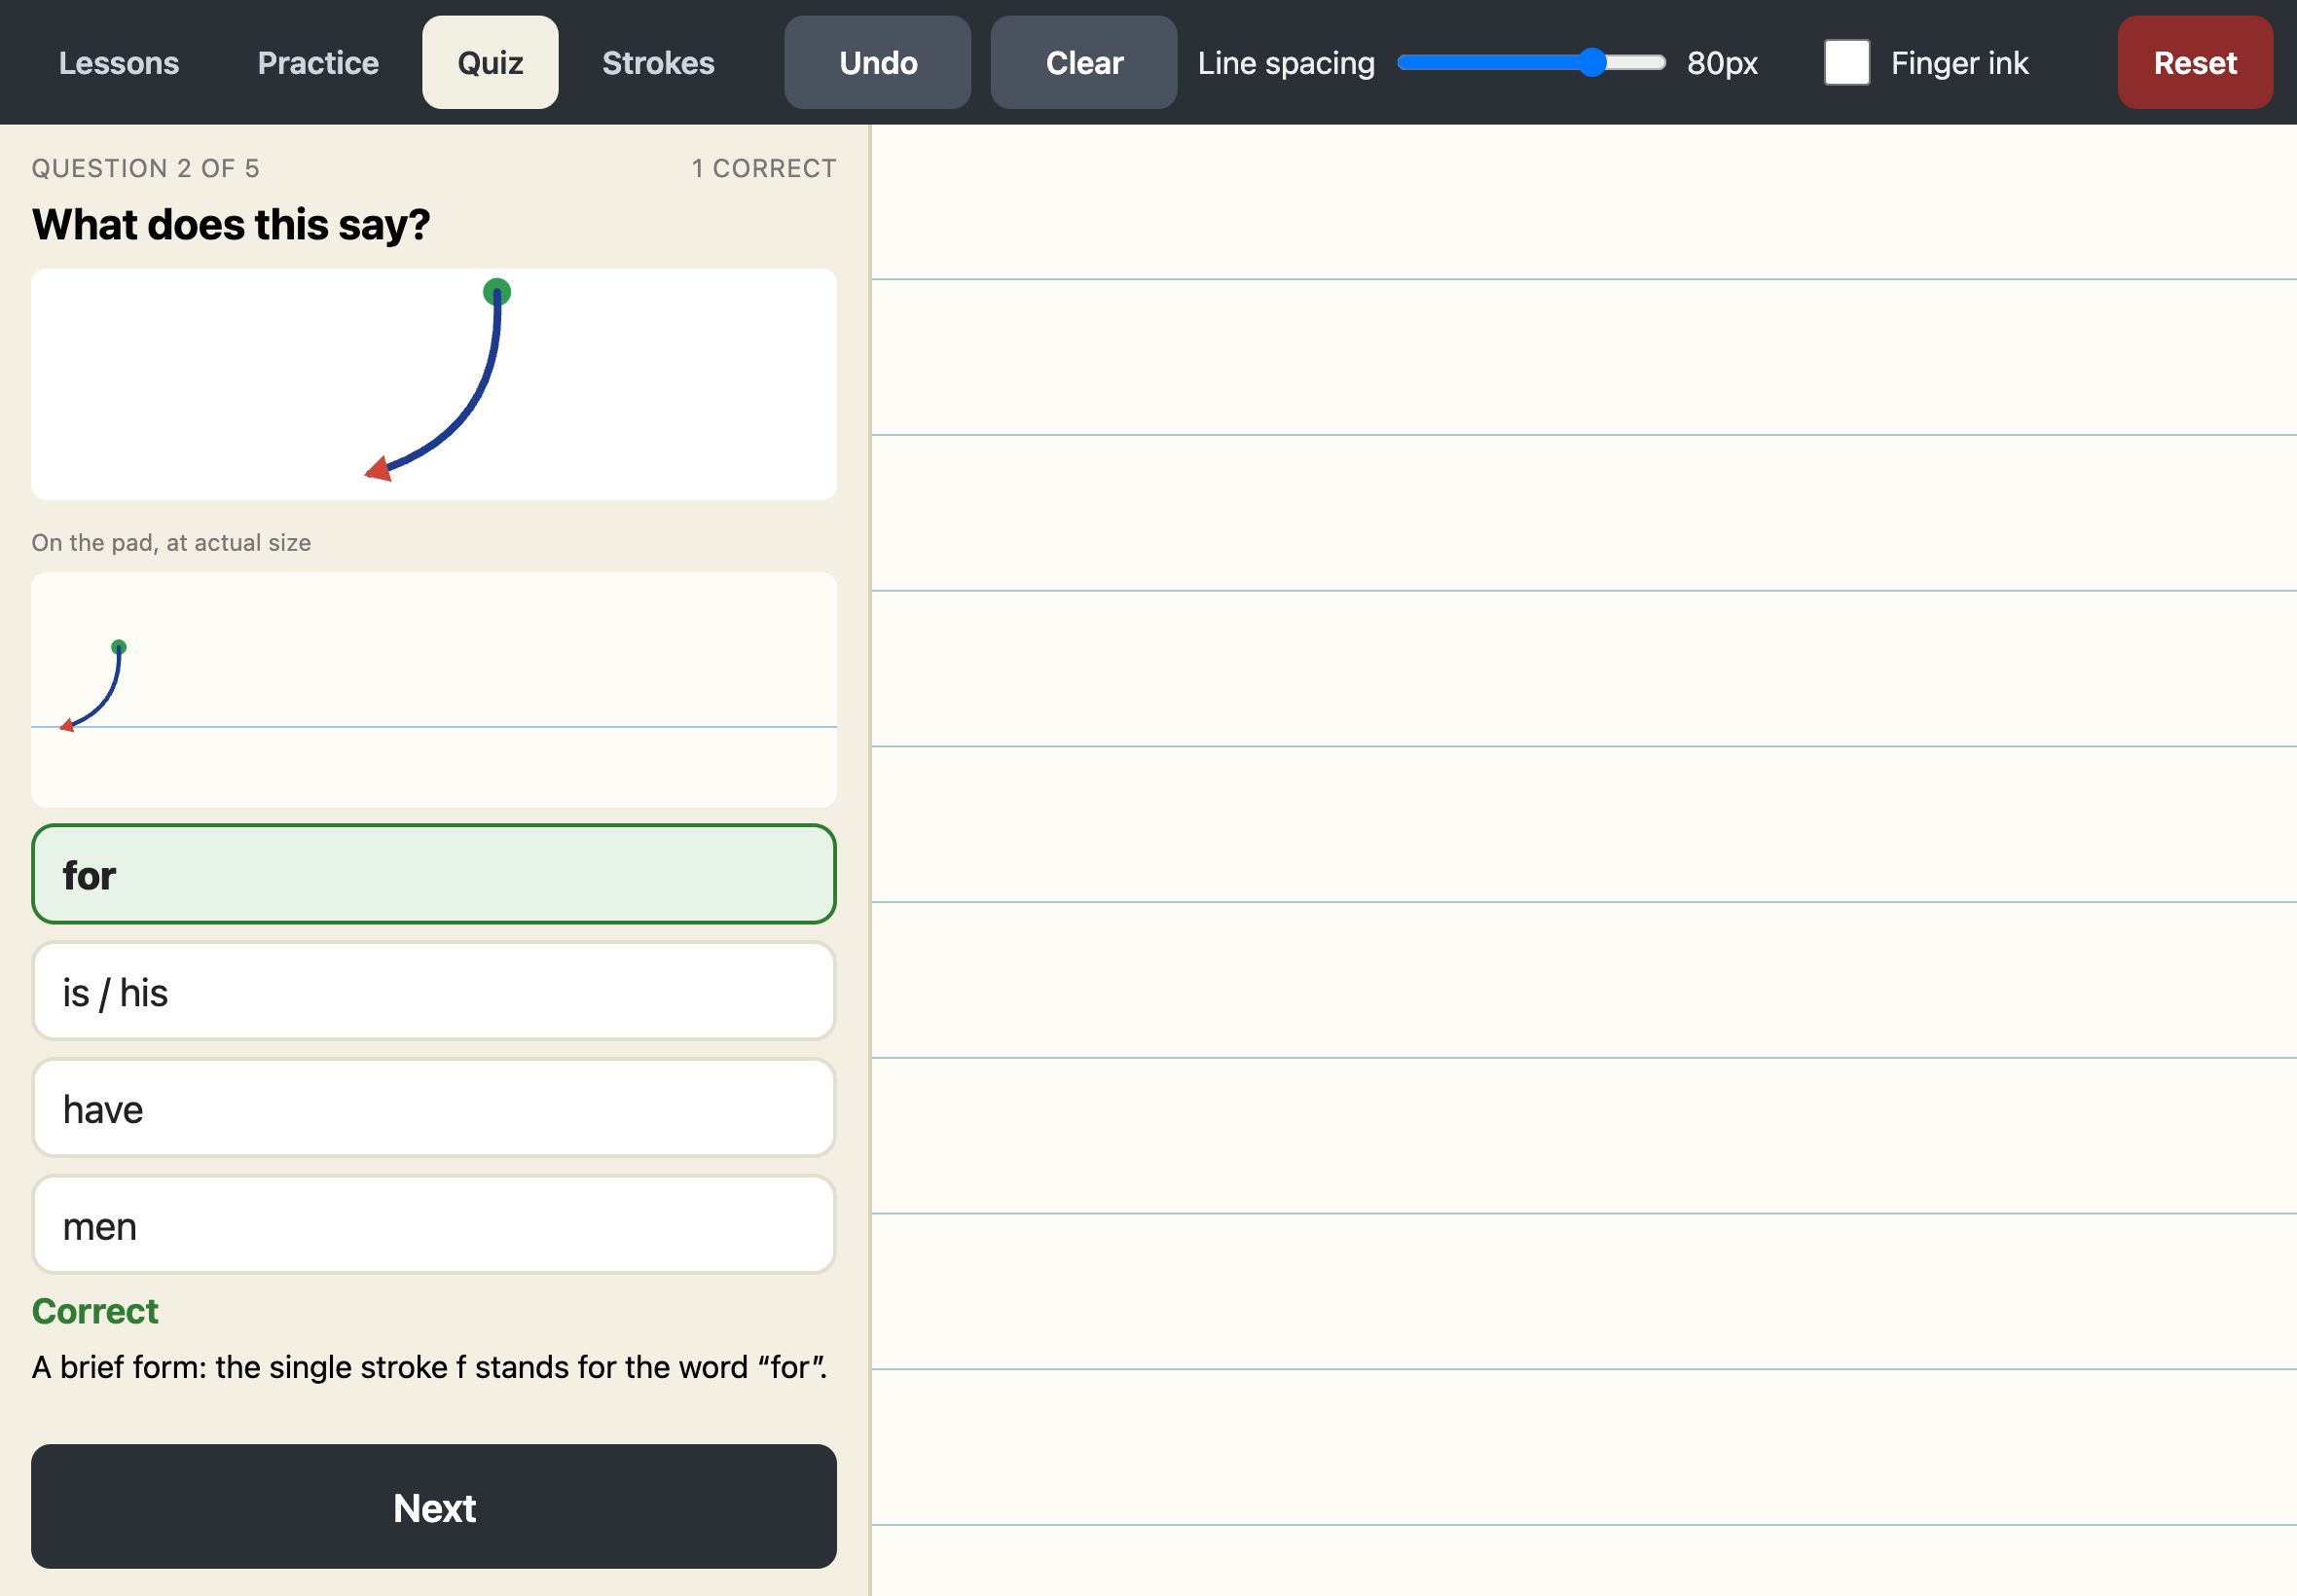 Lessons Practice Quiz Strokes Undo Clear Line spacing 80px Finger ink Reset
QUESTION 2 OF 5 1 CORRECT
What does this say?
On the pad, at actual size
for
is / his
have
men
Correct
A brief form: the single stroke f stands for the word “for”.
Next